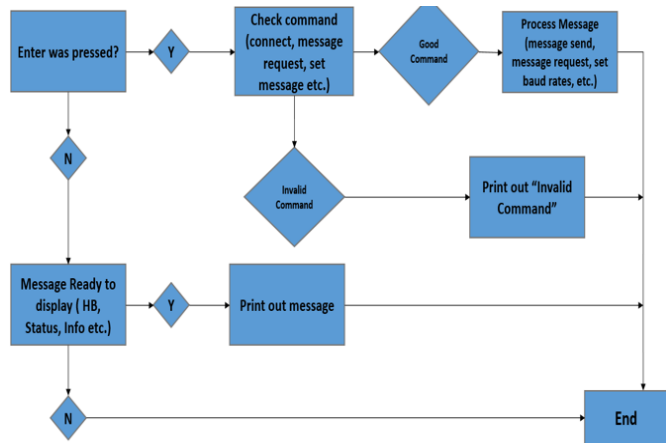 Enter was pressed?
Y
Check command
(connect, message
request, set
message etc.)
Good
Command
Process Message
(message send,
message request, set
baud rates, etc.)
N
Invalid
Command
Print out “Invalid
Command”
Message Ready to
display ( HB,
Status, Info etc.)
Y
Print out message
N
End